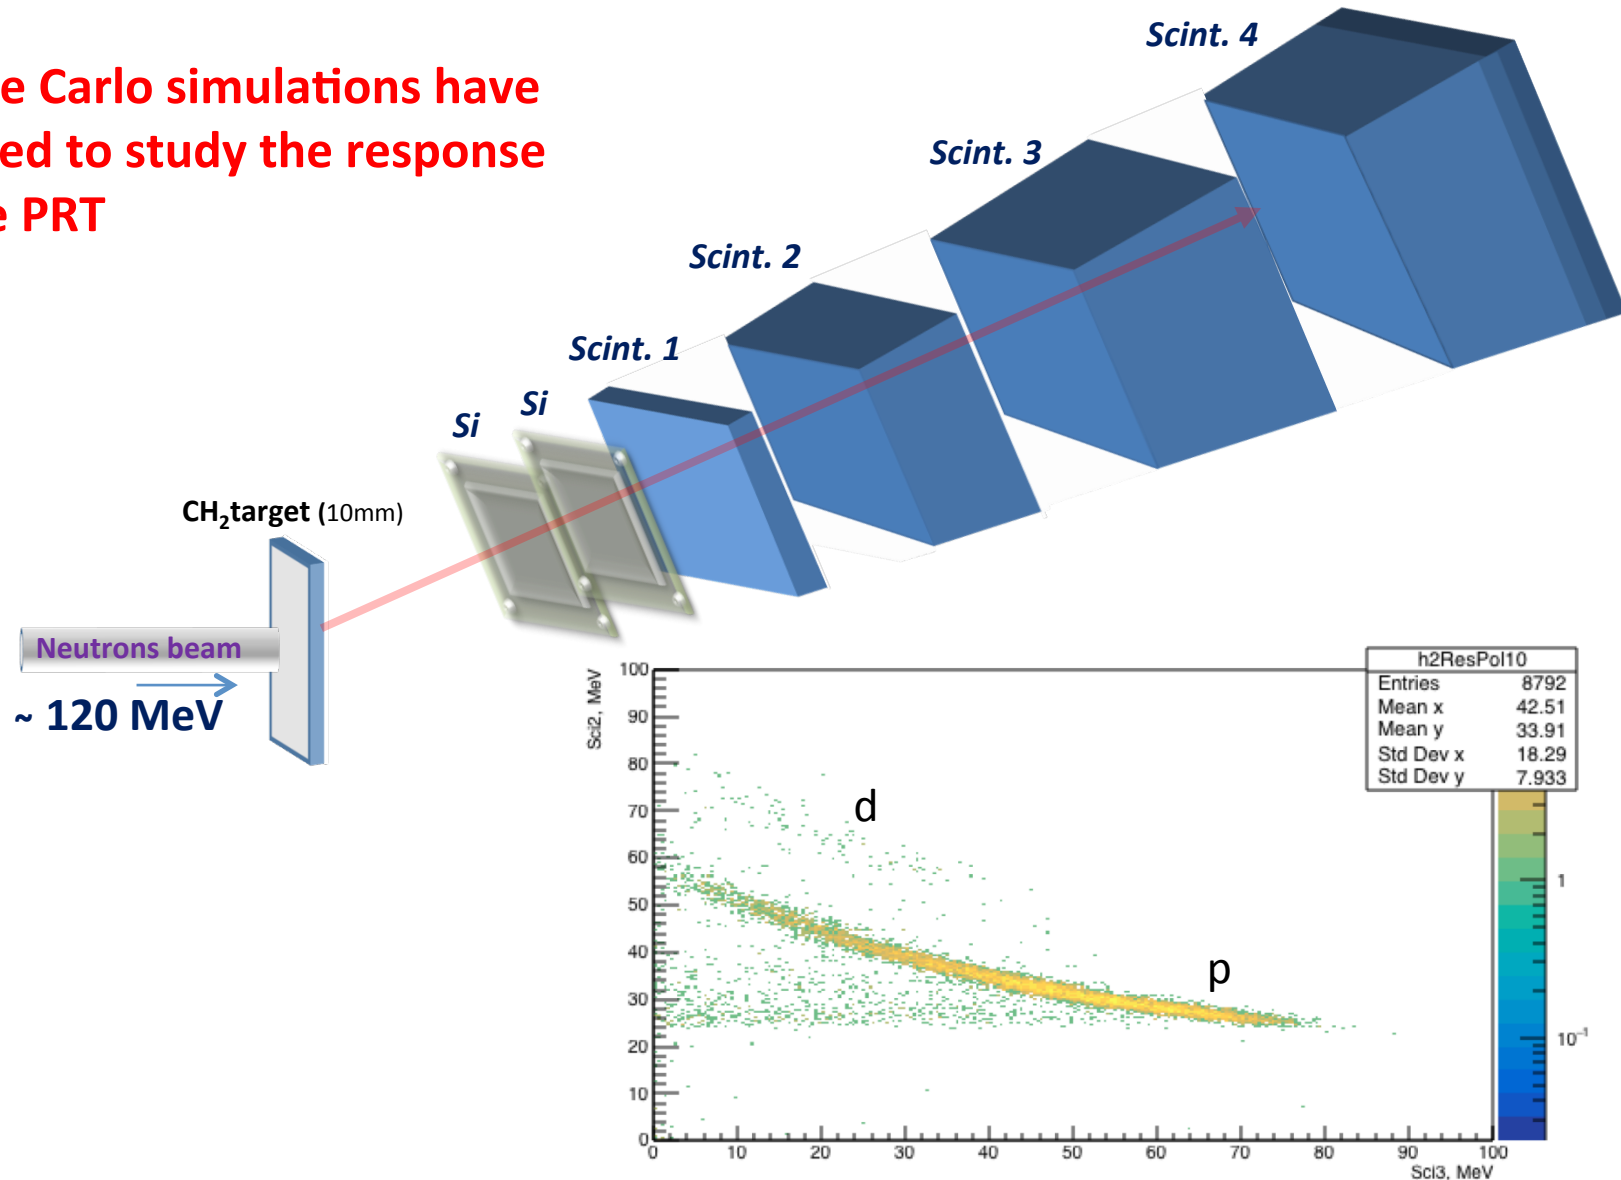 e Carlo simulations have
ed to study the response
e PRT
Scint. 4
Scint. 3
Scint. 2
Scint. 1
Si
Si
CH₂target (10mm)
Neutrons beam
~ 120 MeV
h2ResPol10
Entries 8792
Mean x 42.51
Mean y 33.91
Std Dev x 18.29
Std Dev y 7.933
Sci2, MeV
100
90
80
70
60
50
40
30
20
10
0
d
p
1
10⁻¹
0 10 20 30 40 50 60 70 80 90 100
Sci3, MeV